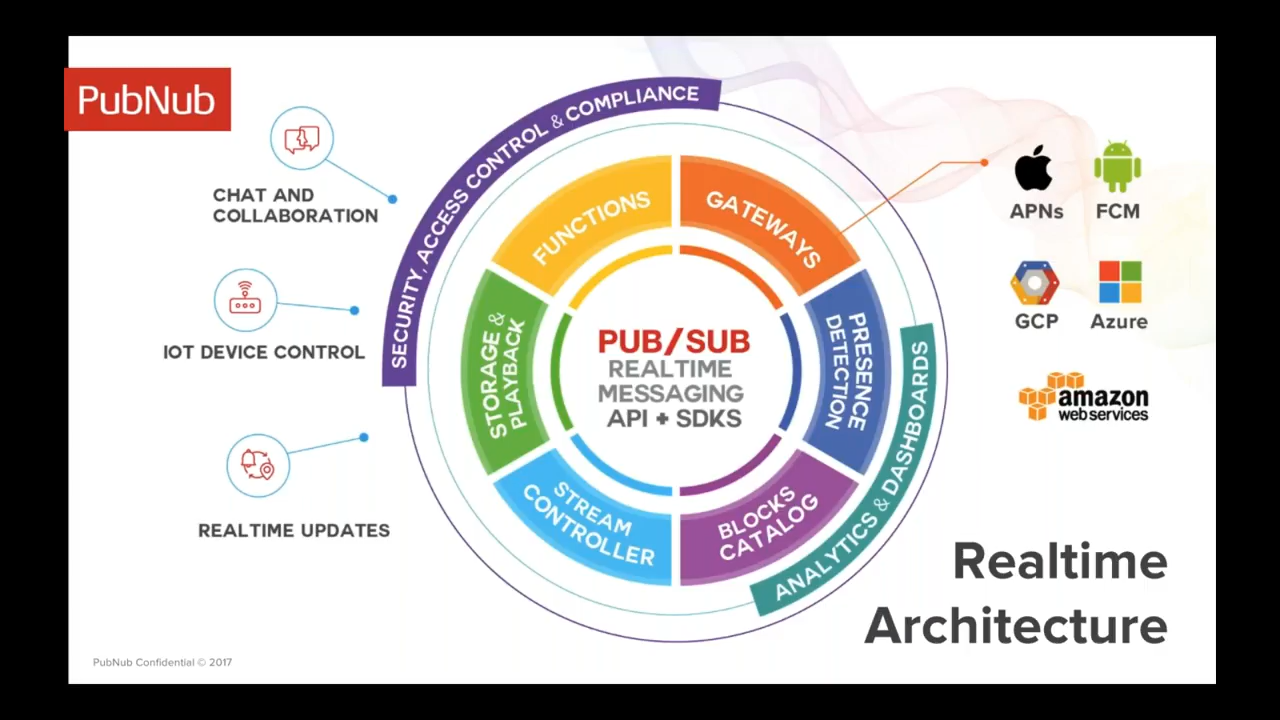 PubNub
CHAT AND
COLLABORATION
IOT DEVICE CONTROL
REALTIME UPDATES
SECURITY, ACCESS CONTROL & COMPLIANCE
FUNCTIONS
GATEWAYS
STORAGE &
PLAYBACK
PRESENCE
DETECTION
STREAM
CONTROLLER
BLOCKS
CATALOG
PUB/SUB
REALTIME
MESSAGING
API + SDKS
ANALYTICS & DASHBOARDS
APNs
FCM
GCP
Azure
amazon
web services
Realtime
Architecture
PubNub Confidential © 2017